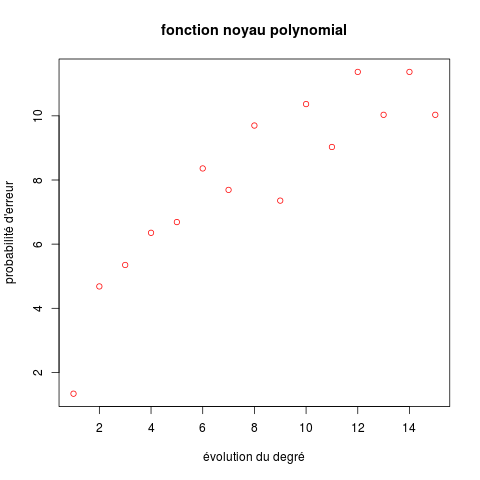 fonction noyau polynomial
probabilité d'erreur
10
8
6
4
2
2 4 6 8 10 12 14
évolution du degré